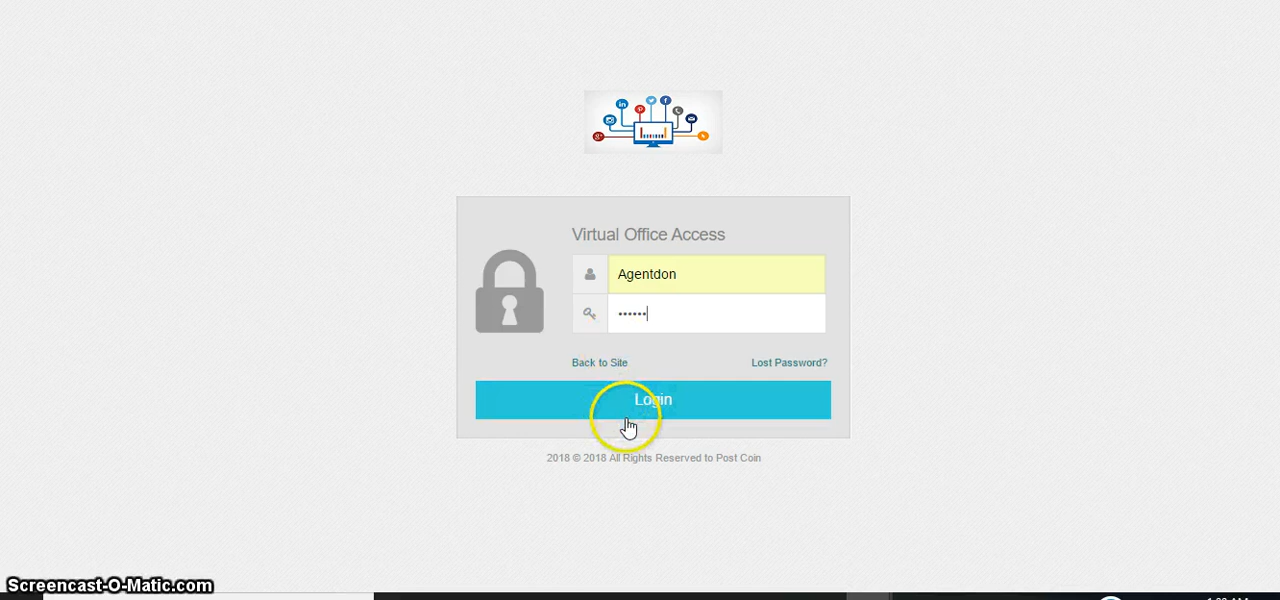 Virtual Office Access
Agentdon
Back to Site
Lost Password?
Login
2018 © 2018 All Rights Reserved to Post Coin
Screencast-O-Matic.com